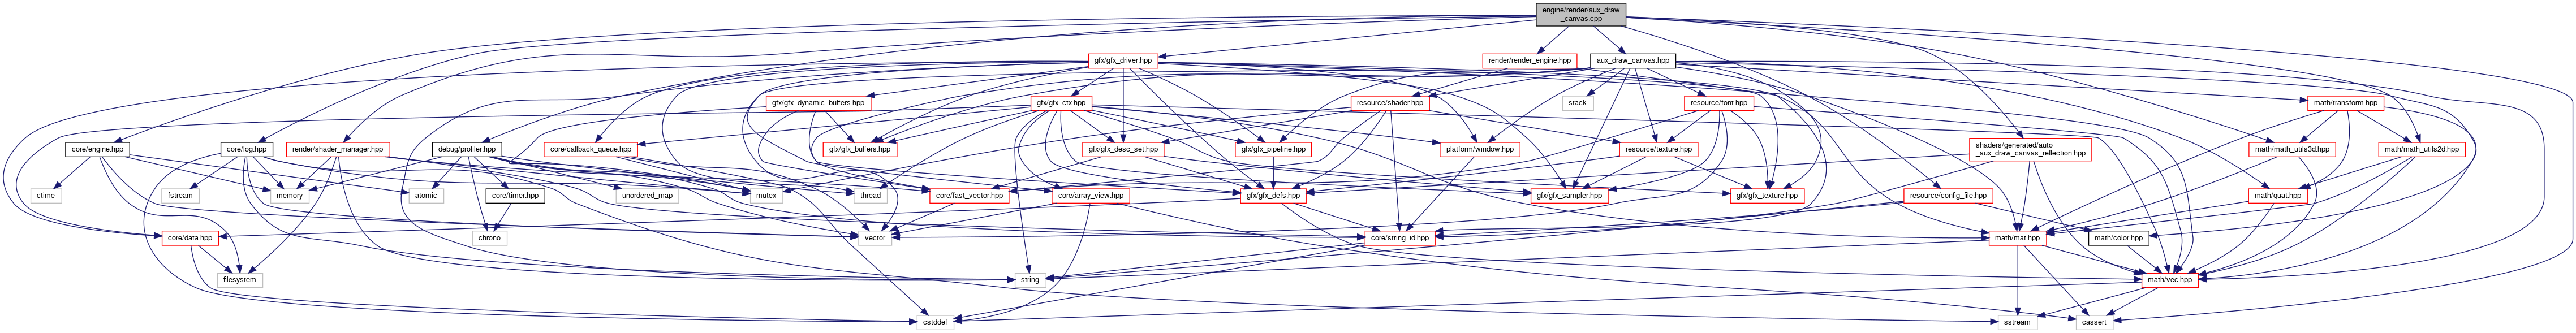 engine/render/aux_draw
_canvas.cpp
gfx/gfx_driver.hpp
render/render_engine.hpp
aux_draw_canvas.hpp
gfx/gfx_dynamic_buffers.hpp
gfx/gfx_ctx.hpp
stack
resource/shader.hpp
resource/font.hpp
math/transform.hpp
core/engine.hpp
core/log.hpp
render/shader_manager.hpp
debug/profiler.hpp
core/callback_queue.hpp
gfx/gfx_buffers.hpp
gfx/gfx_desc_set.hpp
gfx/gfx_pipeline.hpp
platform/window.hpp
resource/texture.hpp
shaders/generated/auto
_aux_draw_canvas_reflection.hpp
math/math_utils3d.hpp
math/math_utils2d.hpp
ctime
fstream
memory
atomic
core/timer.hpp
unordered_map
mutex
thread
core/fast_vector.hpp
core/array_view.hpp
gfx/gfx_defs.hpp
gfx/gfx_sampler.hpp
gfx/gfx_texture.hpp
resource/config_file.hpp
math/quat.hpp
core/data.hpp
chrono
vector
core/string_id.hpp
math/mat.hpp
math/color.hpp
filesystem
string
math/vec.hpp
cstddef
sstream
cassert